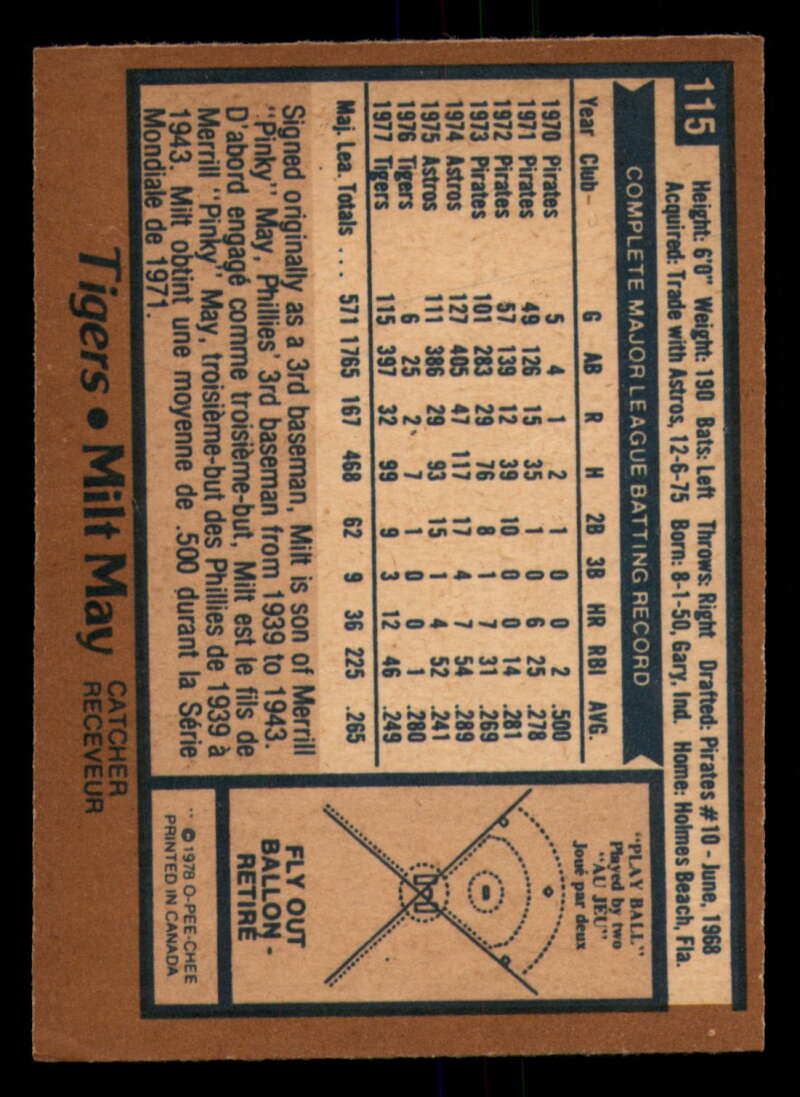 115
Height: 6'0" Weight: 190 Bats: Left Throws: Right Drafted: Pirates #10 - June, 1968
Acquired: Trade with Astros, 12-6-75 Born: 8-1-50, Gary, Ind. Home: Holmes Beach, Fla.
COMPLETE MAJOR LEAGUE BATTING RECORD
Year Club G AB R H 2B 3B HR RBI AVG.
1970 Pirates 5 4 1 2 1 0 0 2 .500
1971 Pirates 49 126 15 35 1 0 6 25 .278
1972 Pirates 57 139 12 39 10 0 0 14 .281
1973 Pirates 101 283 29 76 8 1 7 31 .269
1974 Astros 127 405 47 117 17 4 7 54 .289
1975 Astros 111 386 29 93 15 1 4 52 .241
1976 Tigers 6 25 2 7 1 0 0 1 .280
1977 Tigers 115 397 32 99 9 3 12 46 .249
Maj. Lea. Totals ... 571 1765 167 468 62 9 36 225 .265
Signed originally as a 3rd baseman, Milt is son of Merrill
"Pinky" May, Phillies' 3rd baseman from 1939 to 1943.
D'abord engagé comme troisième-but, Milt est le fils de
Merrill "Pinky" May, troisième-but des Phillies de 1939 à
1943. Milt obtint une moyenne de .500 durant la Série
Mondiale de 1971.
"PLAY BALL"
Played by two
"AU JEU"
Joué par deux
FLY OUT
BALLON -
RETIRÉ
** ©1978 O-PEE-CHEE
PRINTED IN CANADA
Tigers • Milt May CATCHER
RECEVEUR